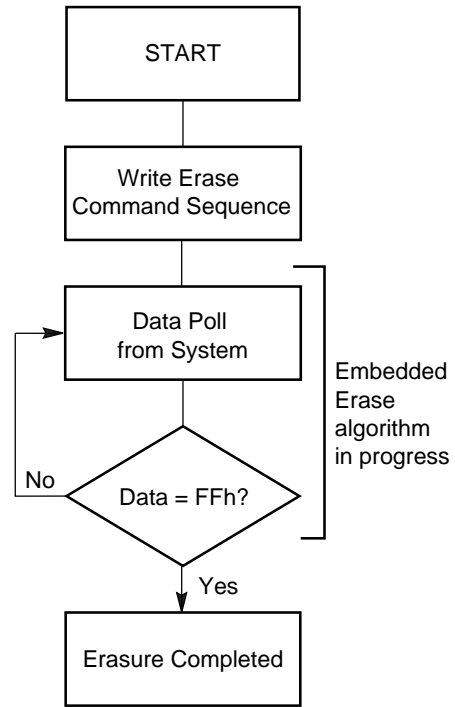 START
Write Erase
Command Sequence
Data Poll
from System
Embedded
Erase
algorithm
in progress
No
Data = FFh?
Yes
Erasure Completed